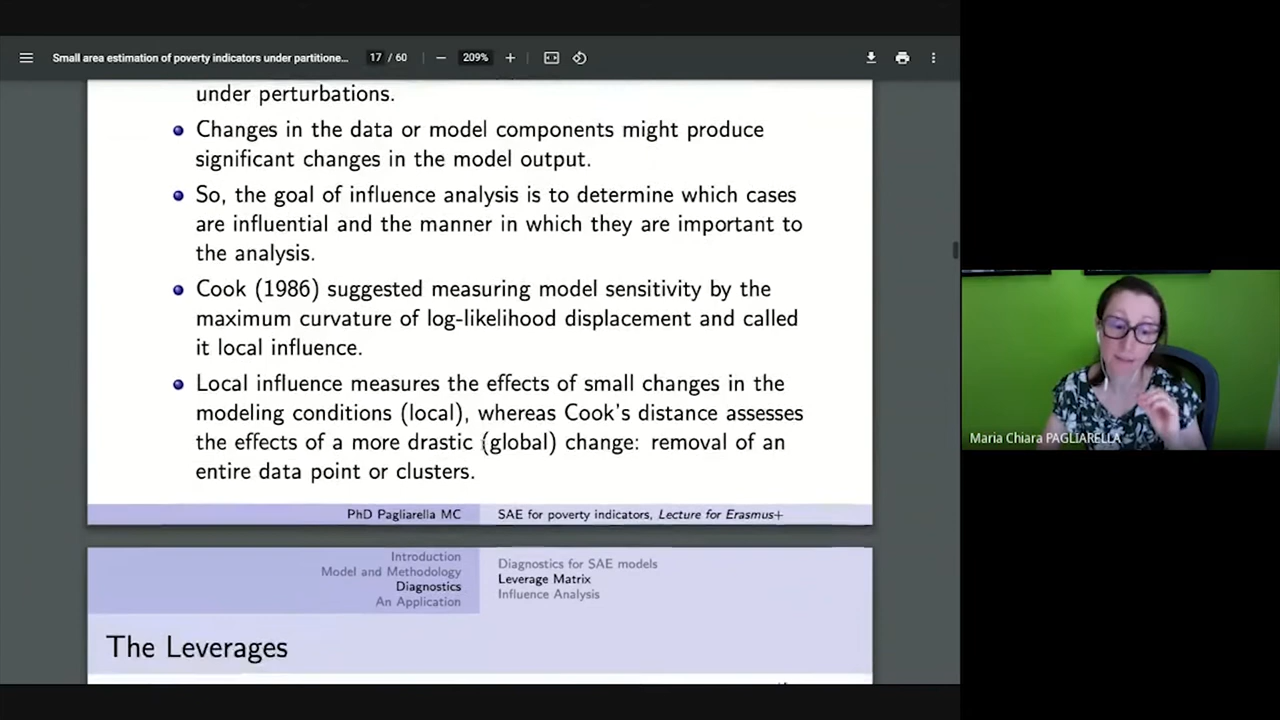 Small area estimation of poverty indicators under partitione...
17 / 60
209%
under perturbations.
Changes in the data or model components might produce
significant changes in the model output.
So, the goal of influence analysis is to determine which cases
are influential and the manner in which they are important to
the analysis.
Cook (1986) suggested measuring model sensitivity by the
maximum curvature of log-likelihood displacement and called
it local influence.
Local influence measures the effects of small changes in the
modeling conditions (local), whereas Cook's distance assesses
the effects of a more drastic (global) change: removal of an
entire data point or clusters.
PhD Pagliarella MC
SAE for poverty indicators, Lecture for Erasmus+
Introduction
Model and Methodology
Diagnostics
An Application
Diagnostics for SAE models
Leverage Matrix
Influence Analysis
The Leverages
Maria Chiara PAGLIARELLA